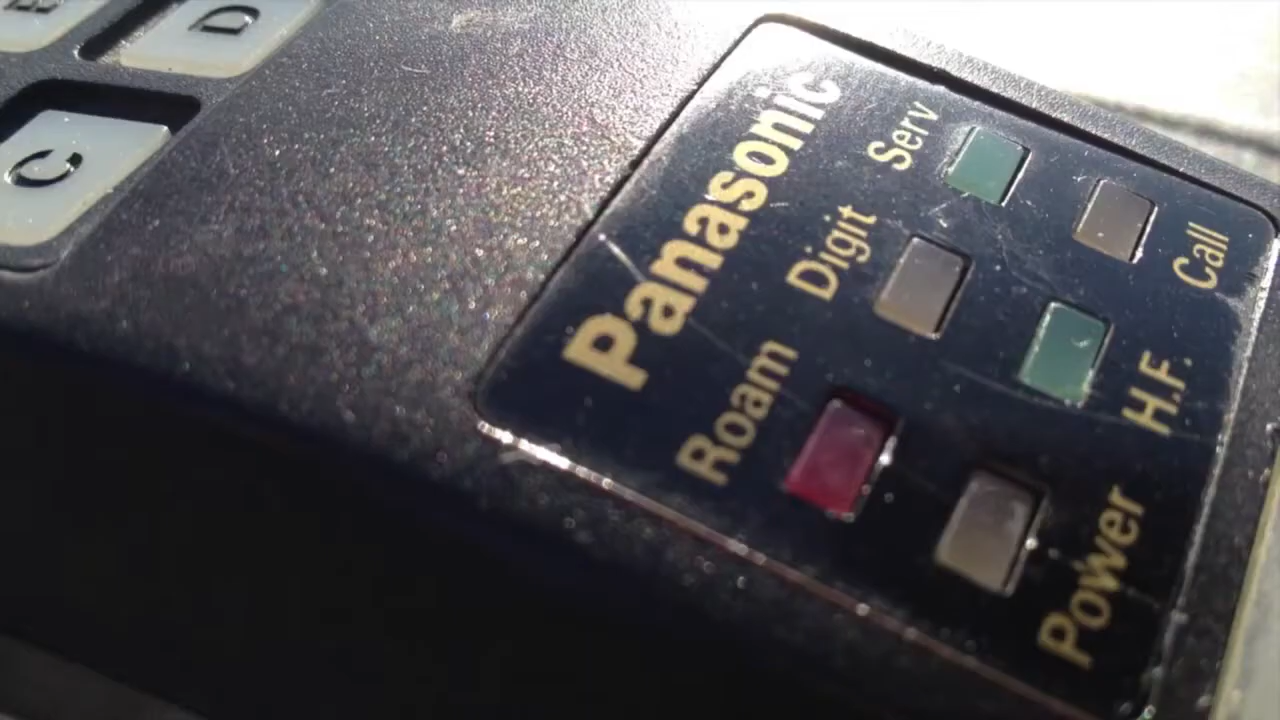 E
D
C
Panasonic
Serv
Digit
Roam
Call
H.F.
Power